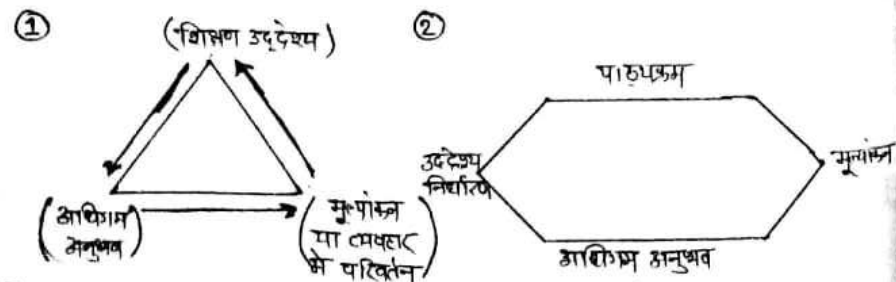 ①
(शिक्षण उद्देश्य)
(अधिगम
अनुभव)
(मूल्यांकन
या व्यवहार
मे परिवर्तन)
②
पाठ्यक्रम
उद्देश्य
निर्धारण
मूल्यांकन
अधिगम अनुभव